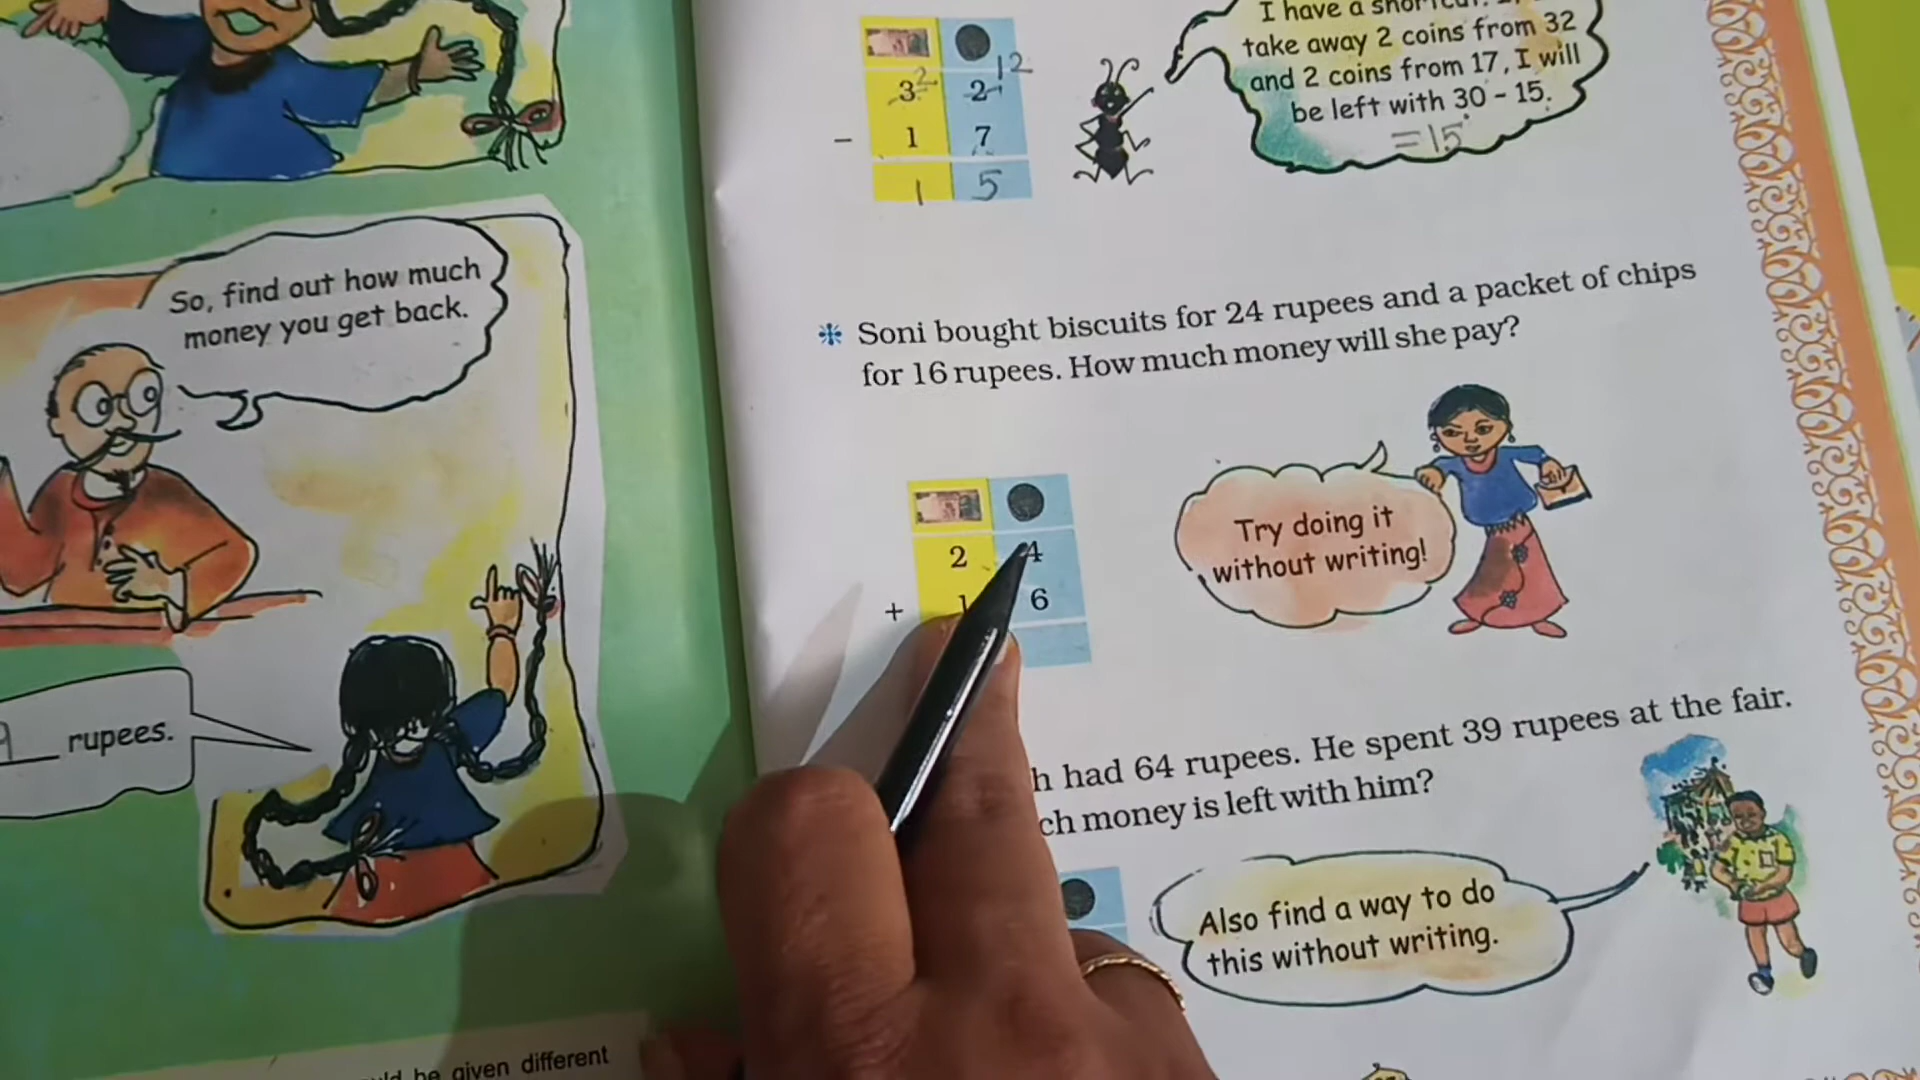 So, find out how much
money you get back.
9 rupees.
be given different
I have a
take away 2 coins from 32
and 2 coins from 17, I will
be left with 30 – 15.
=15
2 12
3 2
– 1 7
1 5
Soni bought biscuits for 24 rupees and a packet of chips
for 16 rupees. How much money will she pay?
2 4
+ 1 6
Try doing it
without writing!
had 64 rupees. He spent 39 rupees at the fair.
money is left with him?
Also find a way to do
this without writing.